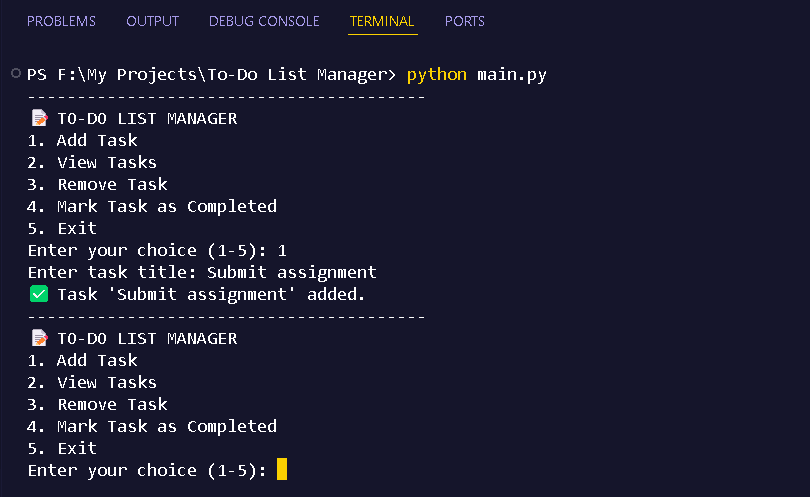 PROBLEMS OUTPUT DEBUG CONSOLE TERMINAL PORTS
PS F:\My Projects\To-Do List Manager> python main.py
----------------------------------------
📝 TO-DO LIST MANAGER
1. Add Task
2. View Tasks
3. Remove Task
4. Mark Task as Completed
5. Exit
Enter your choice (1-5): 1
Enter task title: Submit assignment
✅ Task 'Submit assignment' added.
----------------------------------------
📝 TO-DO LIST MANAGER
1. Add Task
2. View Tasks
3. Remove Task
4. Mark Task as Completed
5. Exit
Enter your choice (1-5):